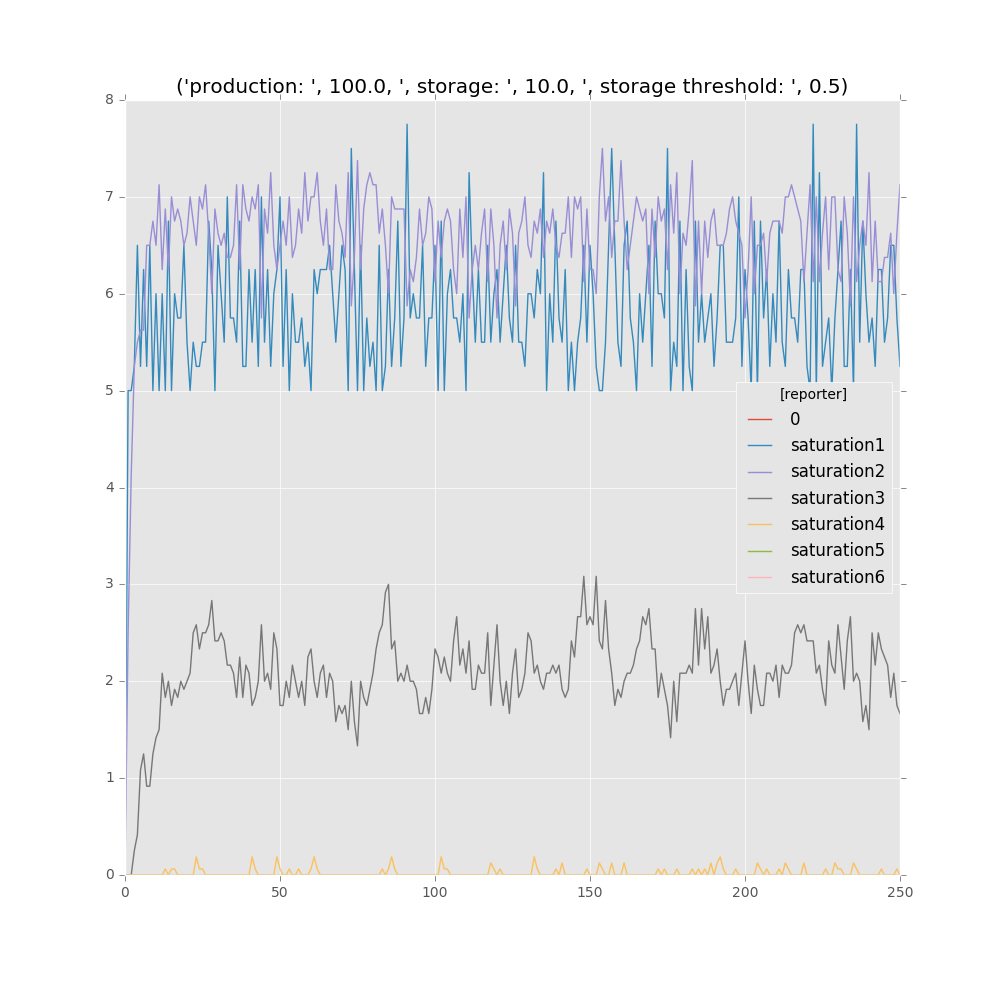 ('production: ', 100.0, ', storage: ', 10.0, ', storage threshold: ', 0.5)
8
7
6
5
4
3
2
1
0
[reporter]
0
saturation1
saturation2
saturation3
saturation4
saturation5
saturation6
0 50 100 150 200 250